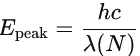 E_peak = hc / λ(N)